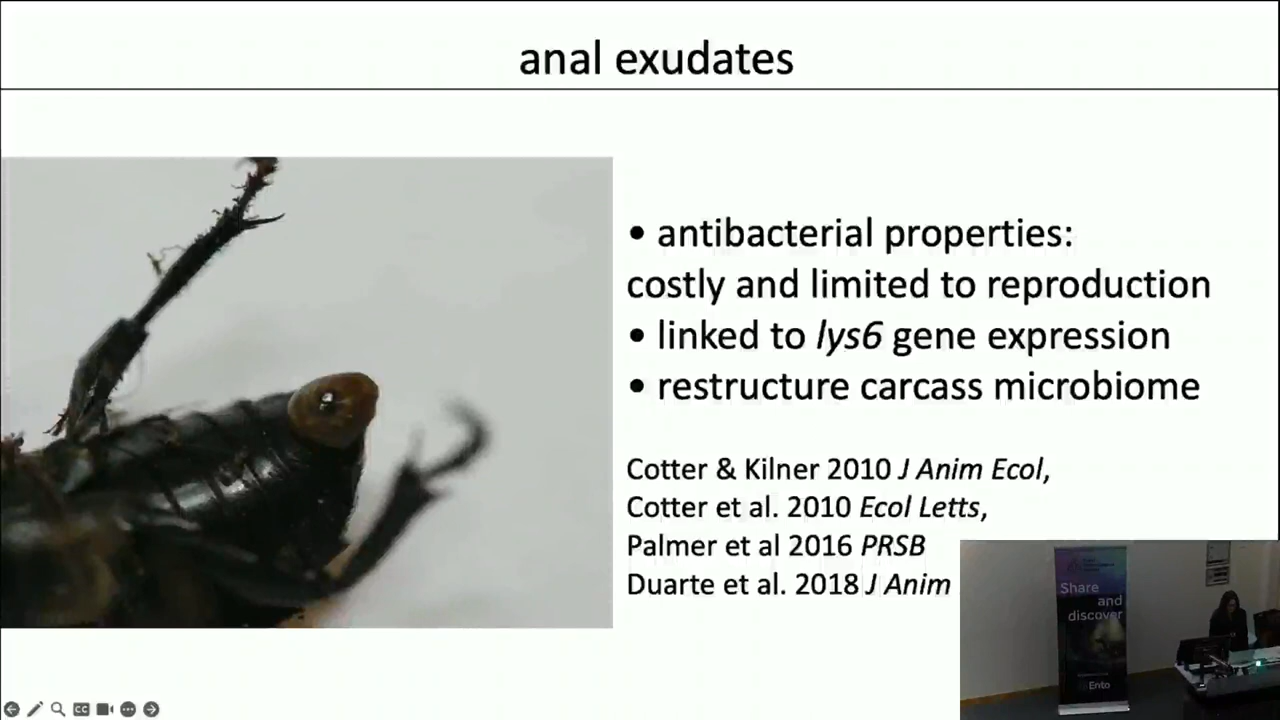 anal exudates
• antibacterial properties:
costly and limited to reproduction
• linked to lys6 gene expression
• restructure carcass microbiome
Cotter & Kilner 2010 J Anim Ecol,
Cotter et al. 2010 Ecol Letts,
Palmer et al 2016 PRSB
Duarte et al. 2018 J Anim
Share
and
discover
Ento
CC